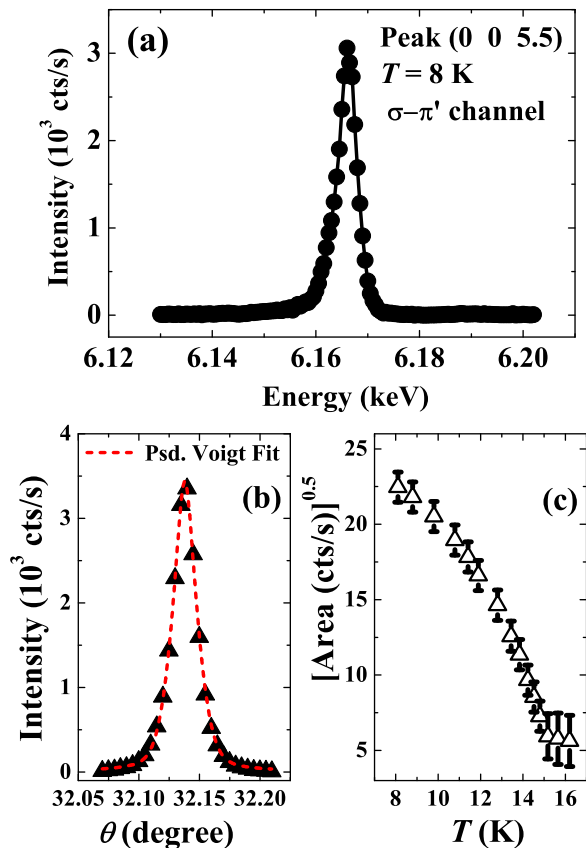 (a)
Peak (0 0 5.5)
T = 8 K
σ−π' channel
Intensity (10³ cts/s)
3
2
1
0
6.12 6.14 6.16 6.18 6.20
Energy (keV)
Psd. Voigt Fit
(b)
Intensity (10³ cts/s)
4
3
2
1
0
32.05 32.10 32.15 32.20
θ (degree)
(c)
[Area (cts/s)]^0.5
25
20
15
10
5
8 10 12 14 16
T (K)